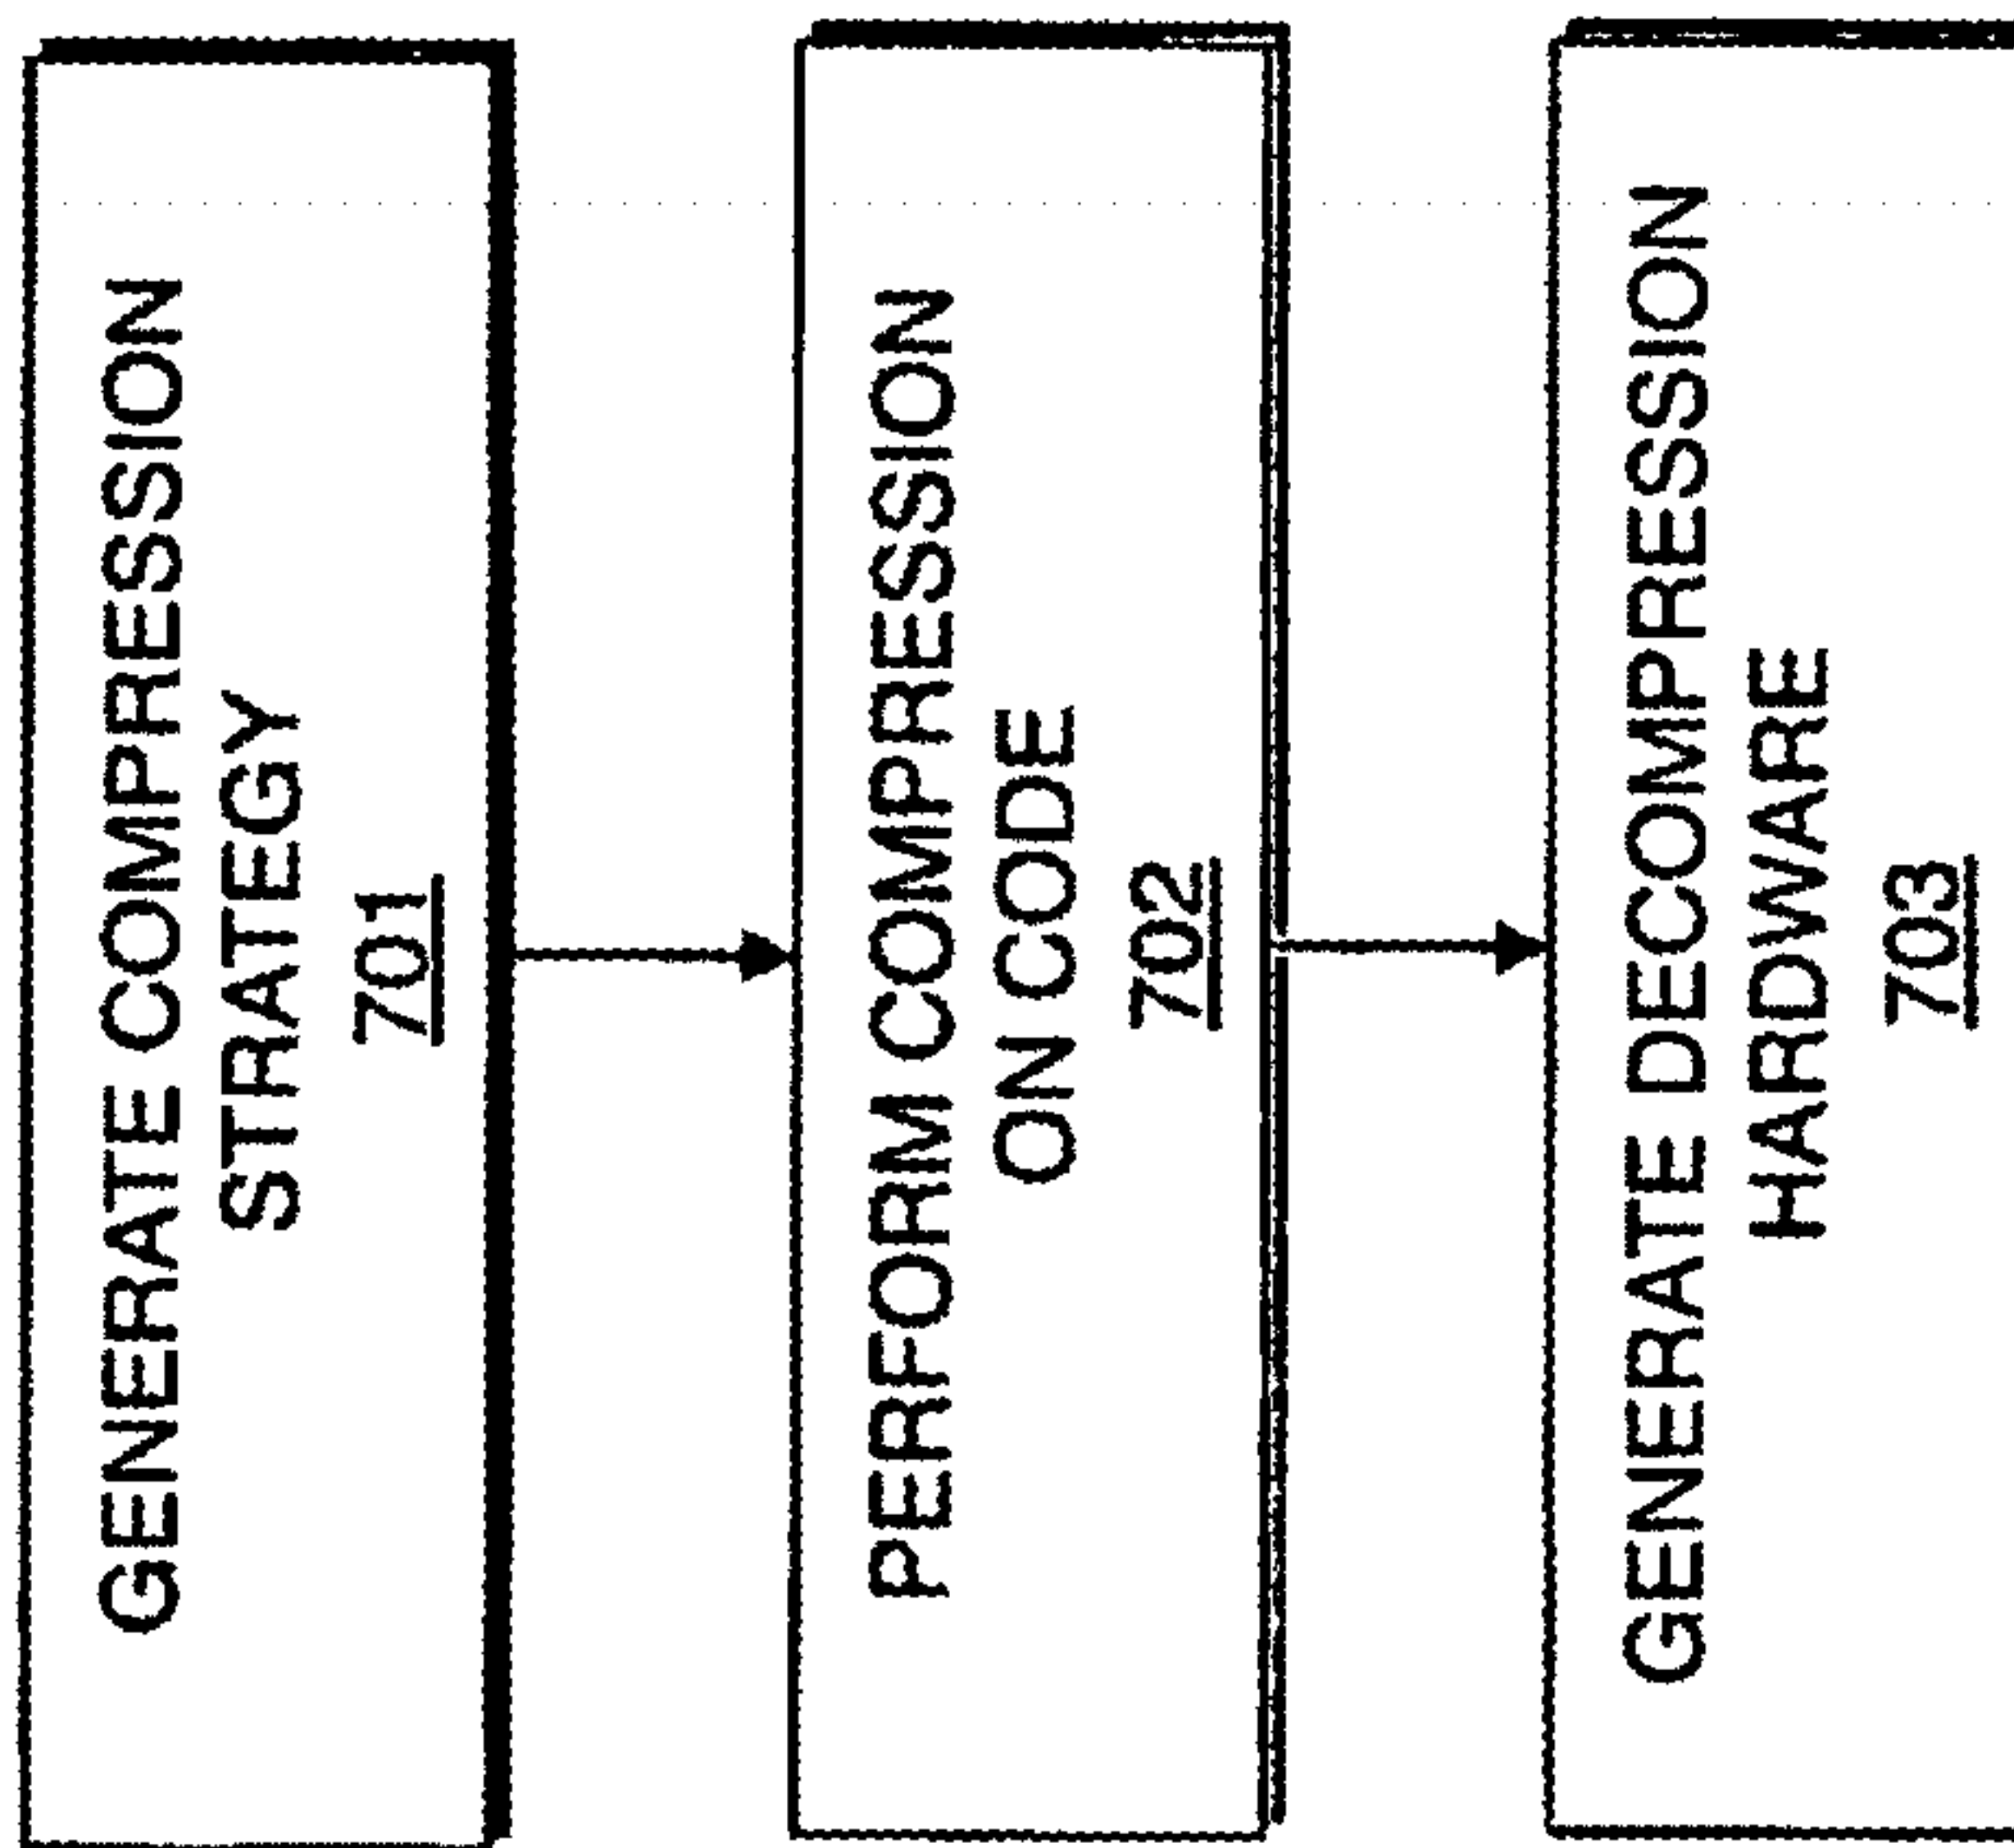 GENERATE COMPRESSION
STRATEGY
701
PERFORM COMPRESSION
ON CODE
702
GENERATE DECOMPRESSION
HARDWARE
703